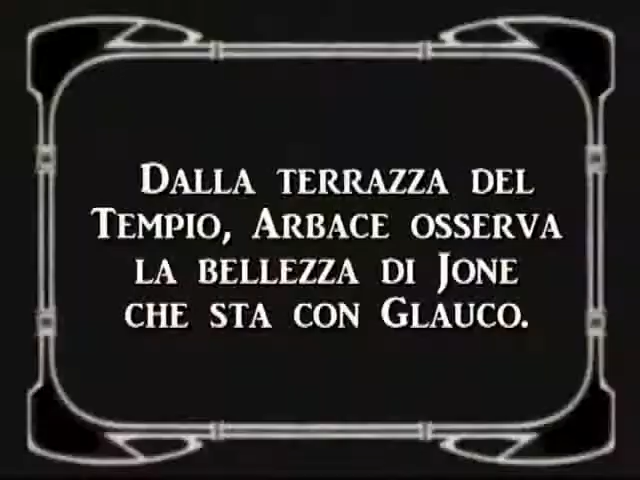 Dalla terrazza del
Tempio, Arbace osserva
la bellezza di Jone
che sta con Glauco.